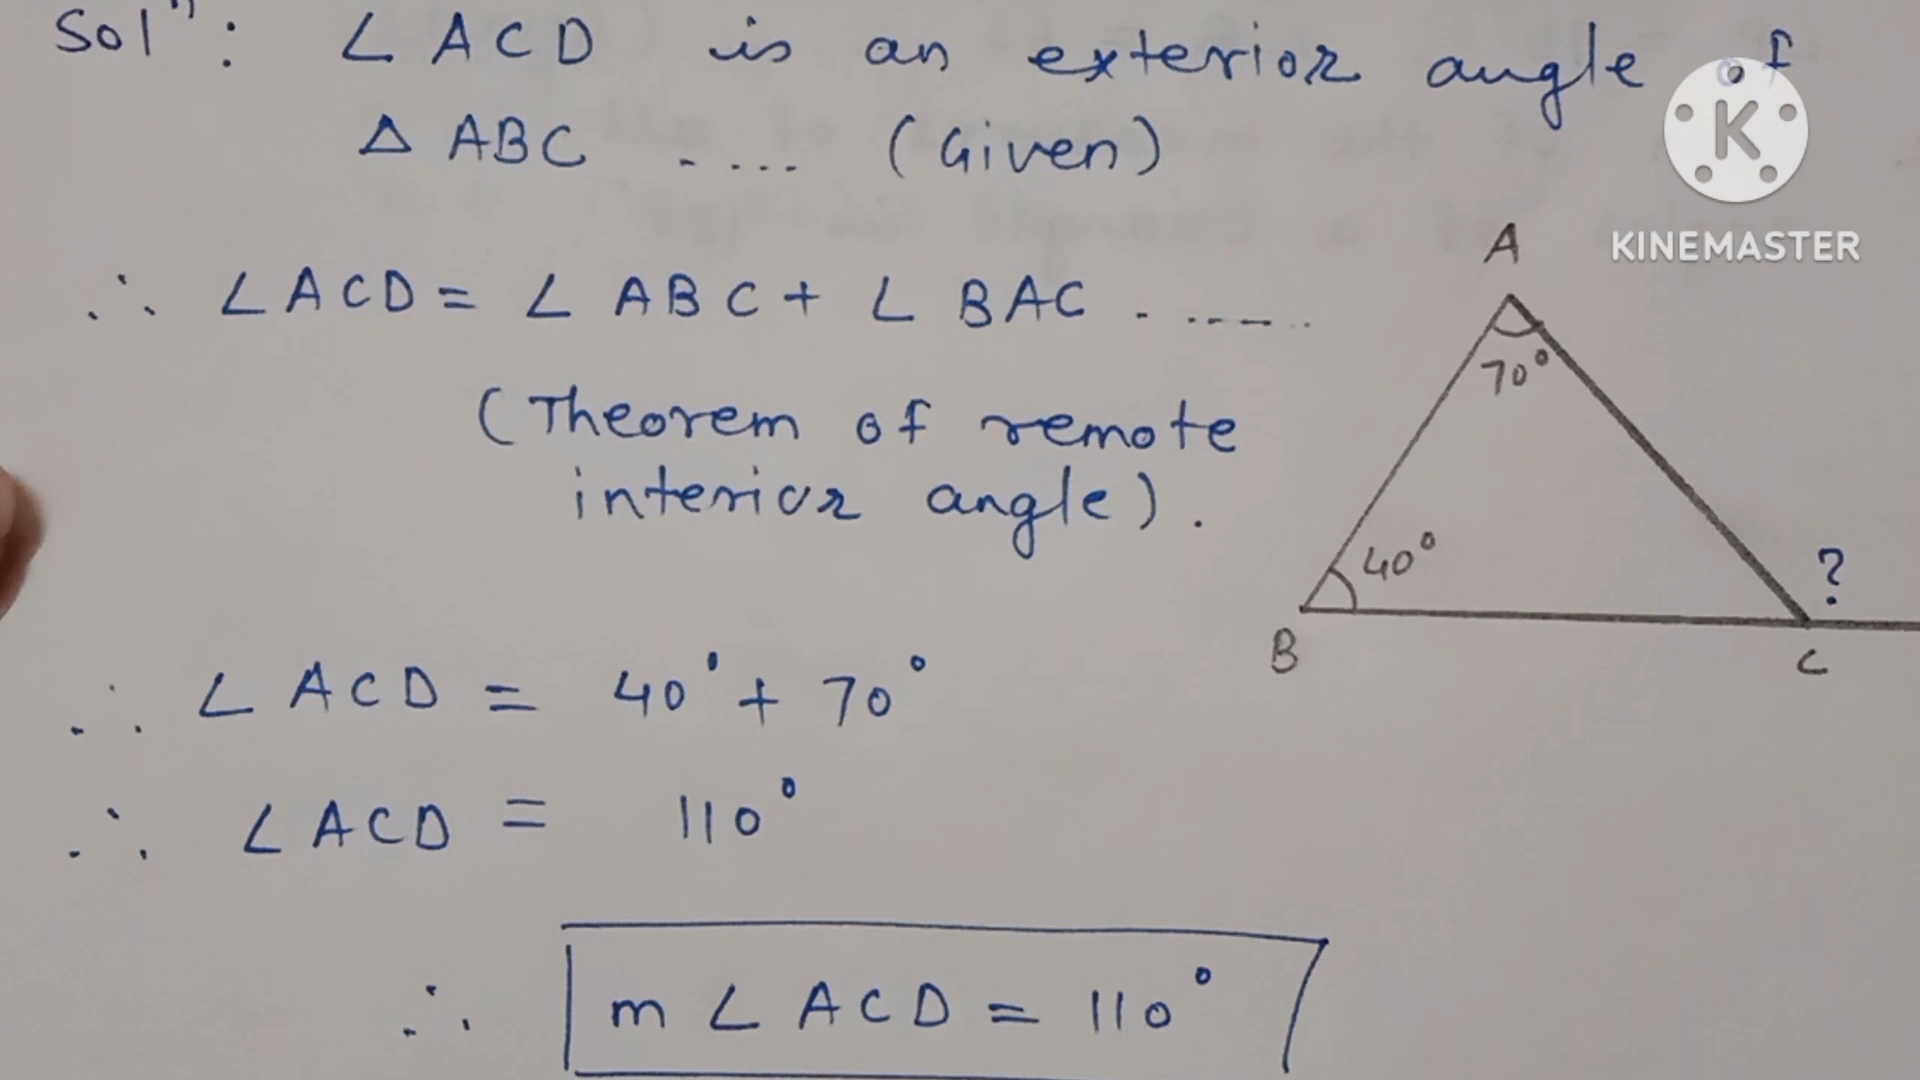 Solⁿ: ∠ ACD is an exterior angle of
Δ ABC ..... (Given)
∴ ∠ ACD = ∠ ABC + ∠ BAC .......
(Theorem of remote
interior angle).
∴ ∠ ACD = 40° + 70°
∴ ∠ ACD = 110°
∴ m ∠ ACD = 110°
A
70°
40°
?
B
C
K
KINEMASTER